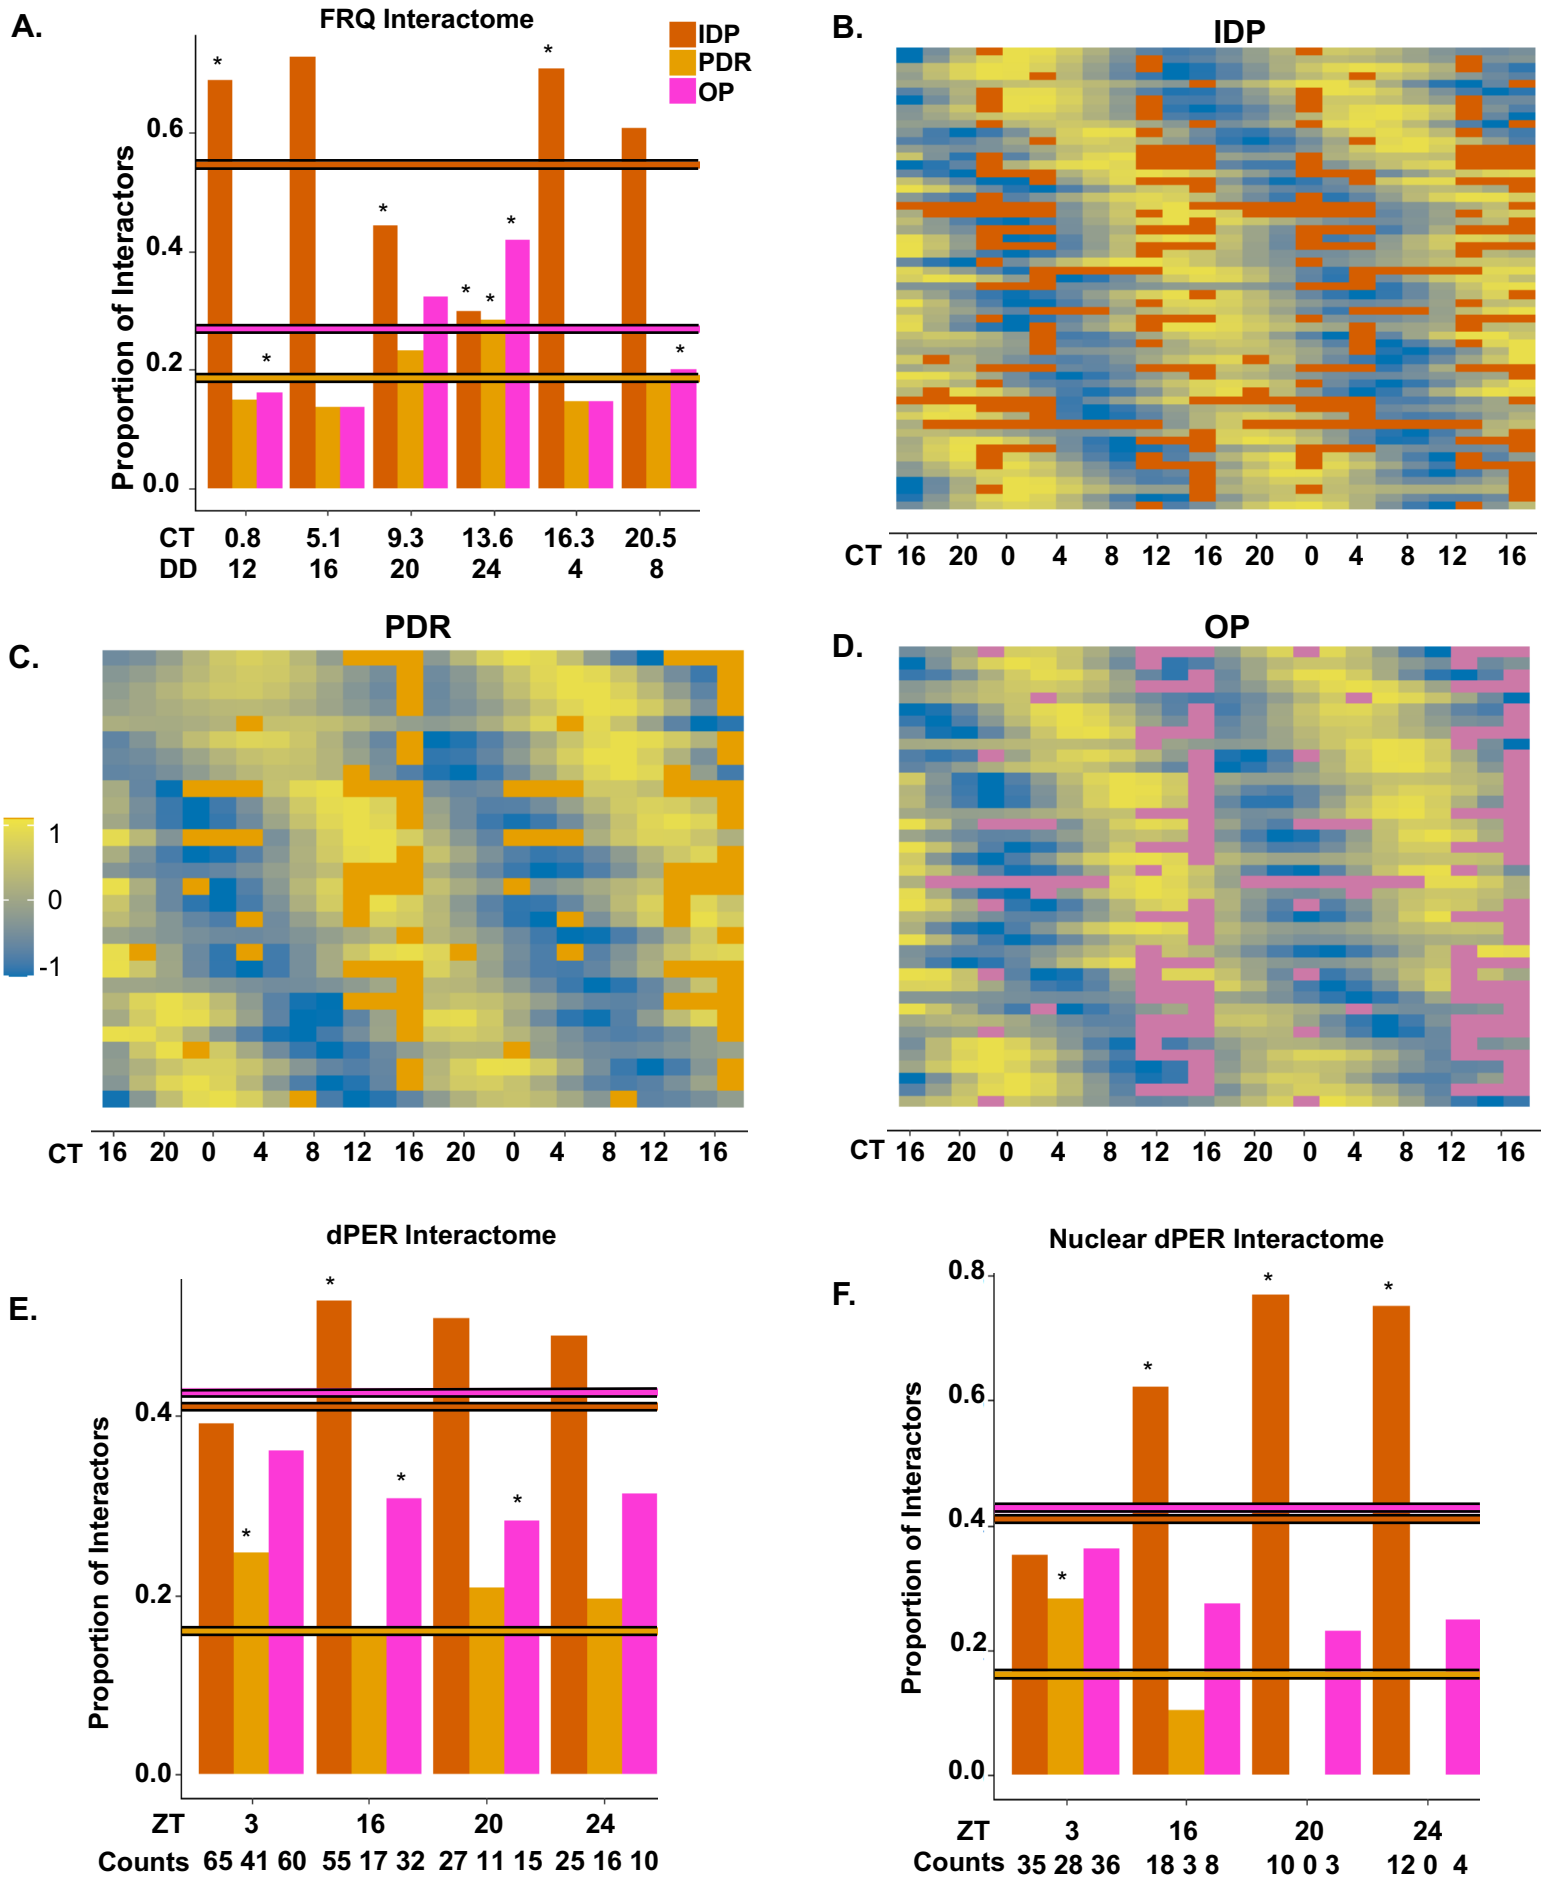 A.
FRQ Interactome
IDP
PDR
OP
* * * * * * * *
Proportion of Interactors
0.6
0.4
0.2
0.0
CT 0.8 5.1 9.3 13.6 16.3 20.5
DD 12 16 20 24 4 8
B.
IDP
CT 16 20 0 4 8 12 16 20 0 4 8 12 16
C.
PDR
1
0
-1
CT 16 20 0 4 8 12 16 20 0 4 8 12 16
D.
OP
CT 16 20 0 4 8 12 16 20 0 4 8 12 16
E.
dPER Interactome
* * * *
Proportion of Interactors
0.4
0.2
0.0
ZT 3 16 20 24
Counts 65 41 60 55 17 32 27 11 15 25 16 10
F.
Nuclear dPER Interactome
* * * *
Proportion of Interactors
0.8
0.6
0.4
0.2
0.0
ZT 3 16 20 24
Counts 35 28 36 18 3 8 10 0 3 12 0 4